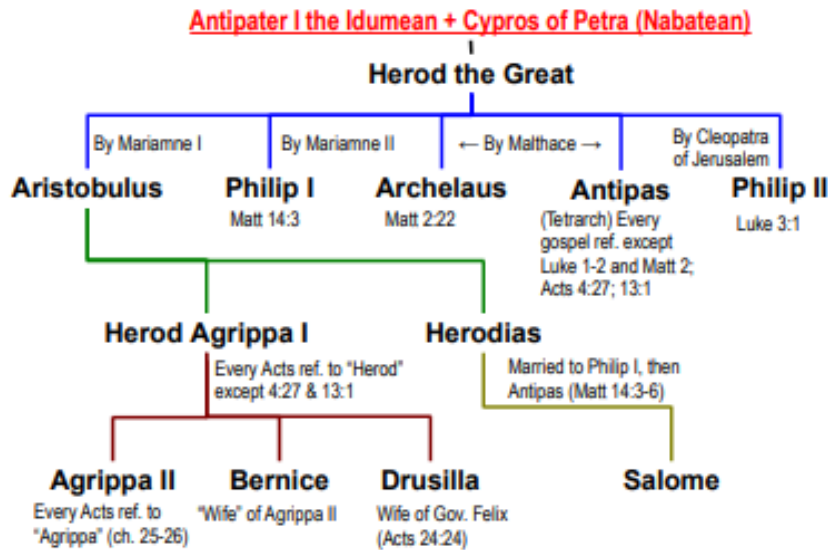 Antipater I the Idumean + Cypros of Petra (Nabatean)
Herod the Great
By Mariamne I
By Mariamne II
← By Malthace →
By Cleopatra
of Jerusalem
Aristobulus
Philip I
Matt 14:3
Archelaus
Matt 2:22
Antipas
(Tetrarch) Every
gospel ref. except
Luke 1-2 and Matt 2;
Acts 4:27; 13:1
Philip II
Luke 3:1
Herod Agrippa I
Every Acts ref. to “Herod”
except 4:27 & 13:1
Herodias
Married to Philip I, then
Antipas (Matt 14:3-6)
Agrippa II
Every Acts ref. to
“Agrippa” (ch. 25-26)
Bernice
“Wife” of Agrippa II
Drusilla
Wife of Gov. Felix
(Acts 24:24)
Salome